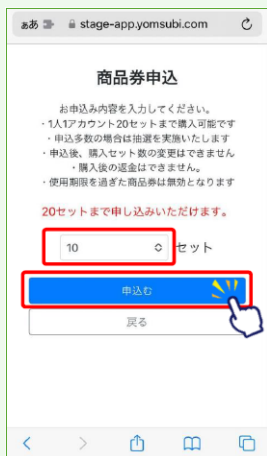 ああ stage-app.yomsubi.com
商品券申込
お申込み内容を入力してください。
・1人1アカウント20セットまで購入可能です
・申込多数の場合は抽選を実施いたします
・申込後、購入セット数の変更はできません
・購入後の返金はできません。
・使用期限を過ぎた商品券は無効となります
20セットまで申し込みいただけます。
10 セット
申込む
戻る